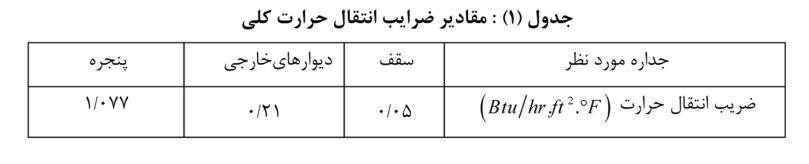 جدول (۱) : مقادیر ضرایب انتقال حرارت کلی
جداره مورد نظر سقف دیوارهای‌خارجی پنجره
ضریب انتقال حرارت (Btu/hr.ft².°F) ۰/۰۵ ۰/۲۱ ۱/۰۷۷